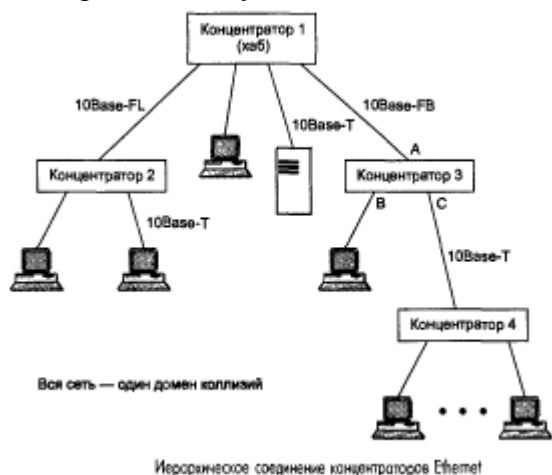 Концентратор 1
(хаб)
10Base-FL
10Base-FB
10Base-T
A
Концентратор 2
Концентратор 3
B
C
10Base-T
10Base-T
Концентратор 4
Вся сеть — один домен коллизий
Иерархическое соединение концентраторов Ethernet